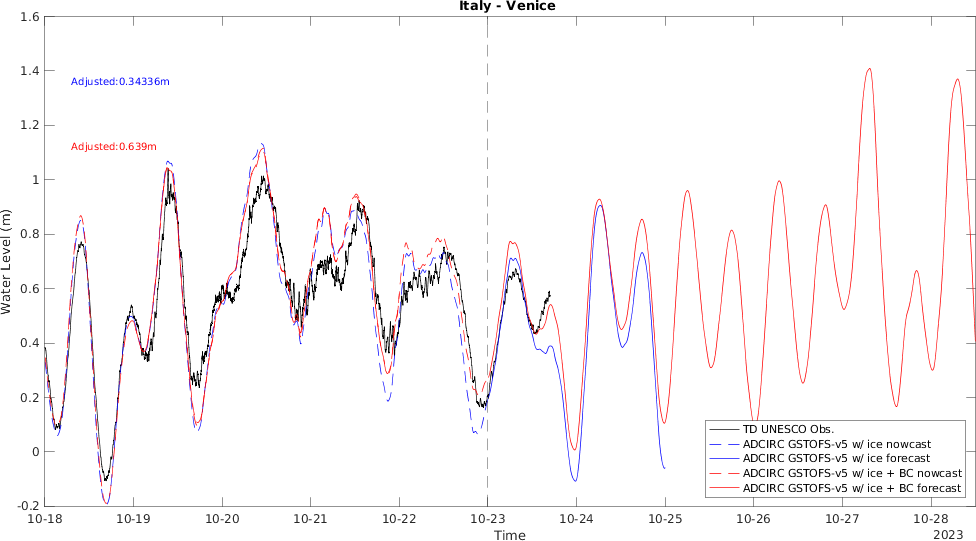 Italy - Venice
1.6
1.4
1.2
1
0.8
0.6
0.4
0.2
0
-0.2
Water Level (m)
Adjusted:0.34336m
Adjusted:0.639m
TD UNESCO Obs.
ADCIRC GSTOFS-v5 w/ ice nowcast
ADCIRC GSTOFS-v5 w/ ice forecast
ADCIRC GSTOFS-v5 w/ ice + BC nowcast
ADCIRC GSTOFS-v5 w/ ice + BC forecast
10-18 10-19 10-20 10-21 10-22 10-23 10-24 10-25 10-26 10-27 10-28
Time
2023